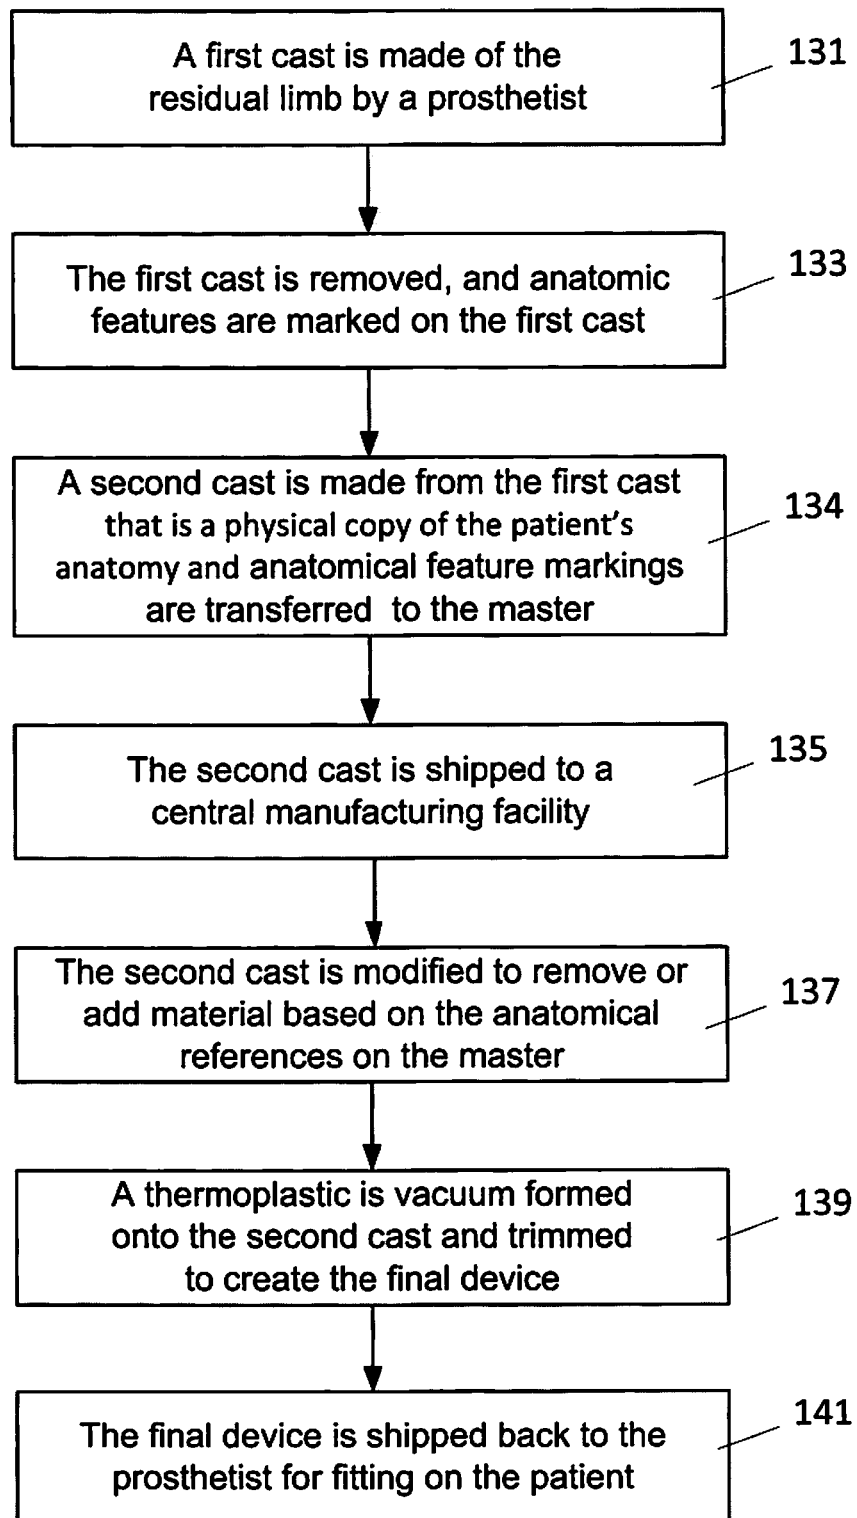 A first cast is made of the
residual limb by a prosthetist
131
The first cast is removed, and anatomic
features are marked on the first cast
133
A second cast is made from the first cast
that is a physical copy of the patient's
anatomy and anatomical feature markings
are transferred to the master
134
The second cast is shipped to a
central manufacturing facility
135
The second cast is modified to remove or
add material based on the anatomical
references on the master
137
A thermoplastic is vacuum formed
onto the second cast and trimmed
to create the final device
139
The final device is shipped back to the
prosthetist for fitting on the patient
141